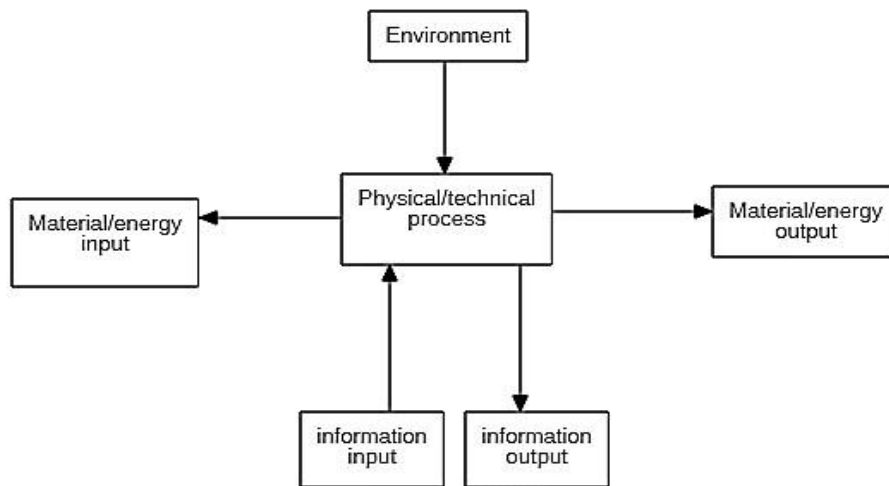 Environment
Physical/technical
process
Material/energy
input
Material/energy
output
information
input
information
output